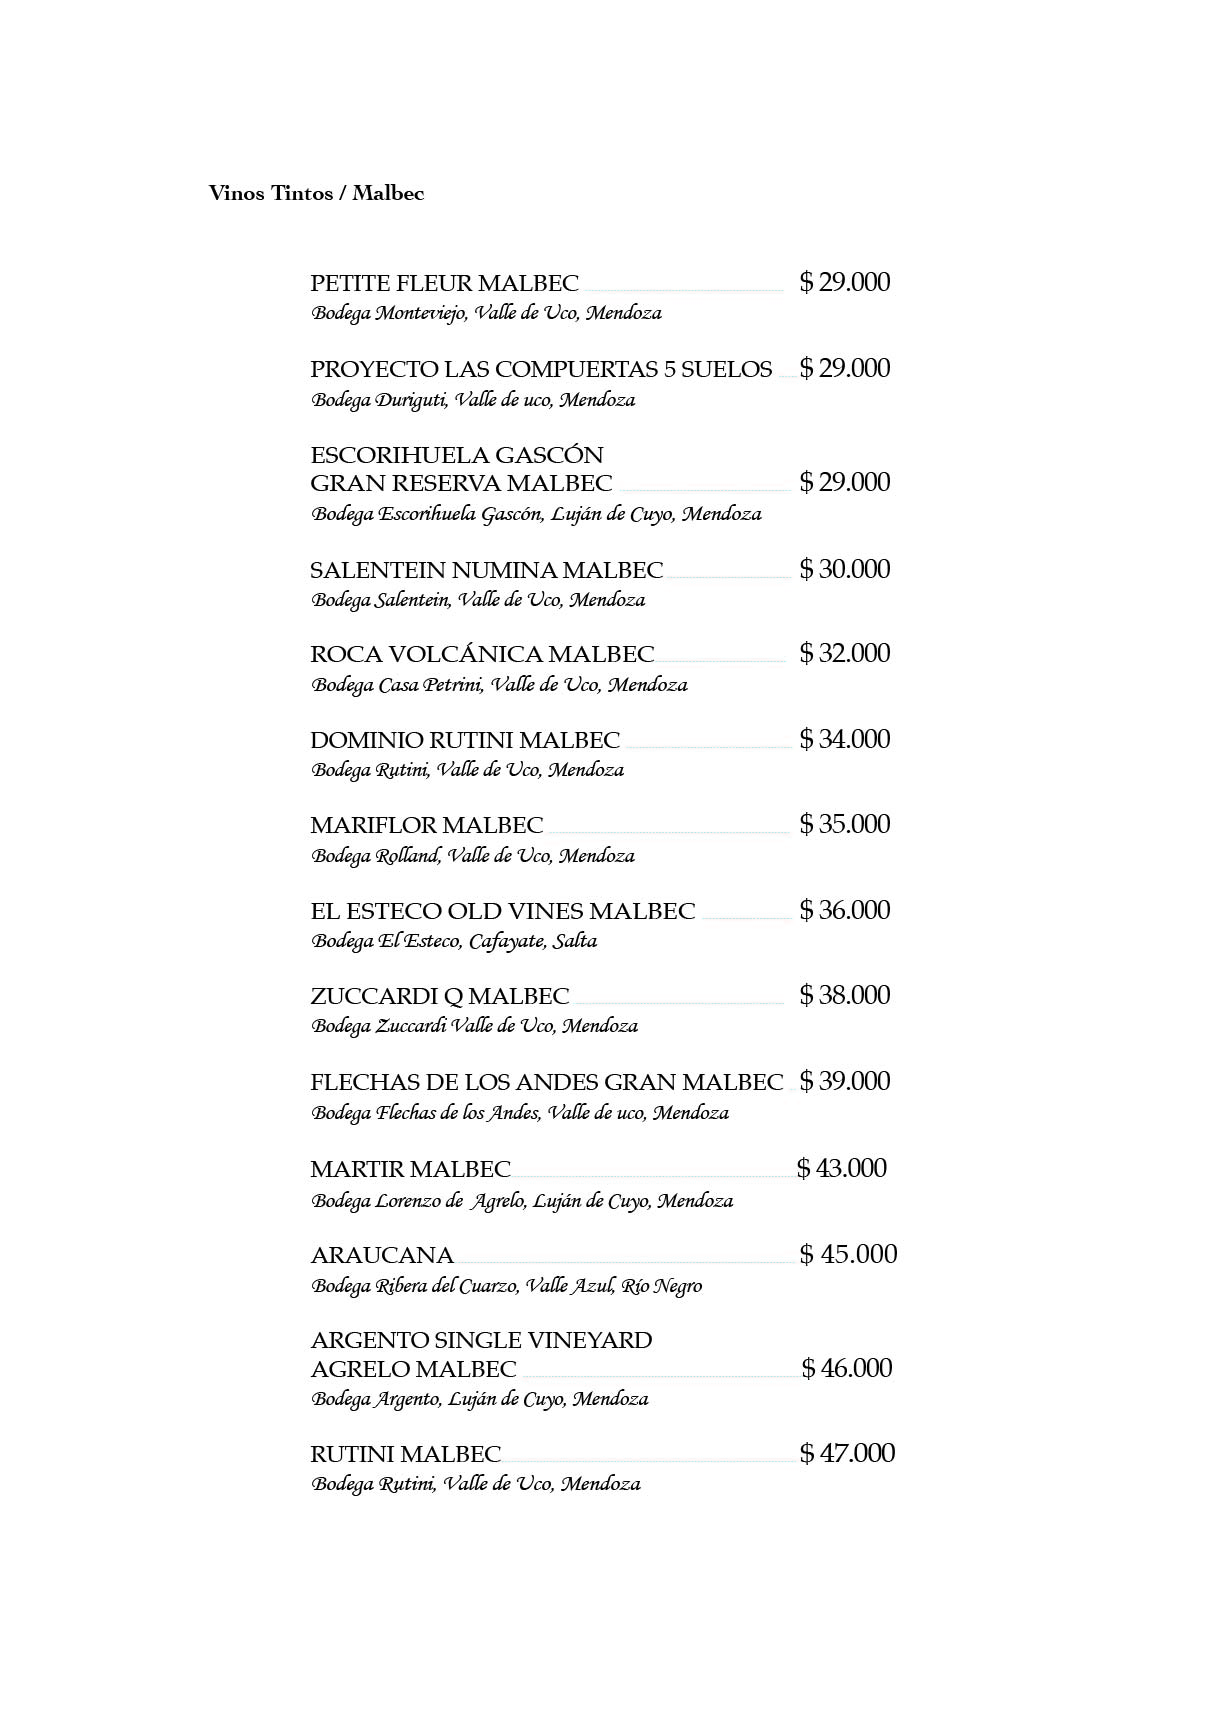 Vinos Tintos / Malbec
PETITE FLEUR MALBEC $ 29.000
Bodega Monteviejo, Valle de Uco, Mendoza
PROYECTO LAS COMPUERTAS 5 SUELOS $ 29.000
Bodega Duriguti, Valle de uco, Mendoza
ESCORIHUELA GASCÓN
GRAN RESERVA MALBEC $ 29.000
Bodega Escorihuela Gascón, Luján de Cuyo, Mendoza
SALENTEIN NUMINA MALBEC $ 30.000
Bodega Salentein, Valle de Uco, Mendoza
ROCA VOLCÁNICA MALBEC $ 32.000
Bodega Casa Petrini, Valle de Uco, Mendoza
DOMINIO RUTINI MALBEC $ 34.000
Bodega Rutini, Valle de Uco, Mendoza
MARIFLOR MALBEC $ 35.000
Bodega Rolland, Valle de Uco, Mendoza
EL ESTECO OLD VINES MALBEC $ 36.000
Bodega El Esteco, Cafayate, Salta
ZUCCARDI Q MALBEC $ 38.000
Bodega Zuccardi Valle de Uco, Mendoza
FLECHAS DE LOS ANDES GRAN MALBEC $ 39.000
Bodega Flechas de los Andes, Valle de uco, Mendoza
MARTIR MALBEC $ 43.000
Bodega Lorenzo de Agrelo, Luján de Cuyo, Mendoza
ARAUCANA $ 45.000
Bodega Ribera del Cuarzo, Valle Azul, Río Negro
ARGENTO SINGLE VINEYARD
AGRELO MALBEC $ 46.000
Bodega Argento, Luján de Cuyo, Mendoza
RUTINI MALBEC $ 47.000
Bodega Rutini, Valle de Uco, Mendoza